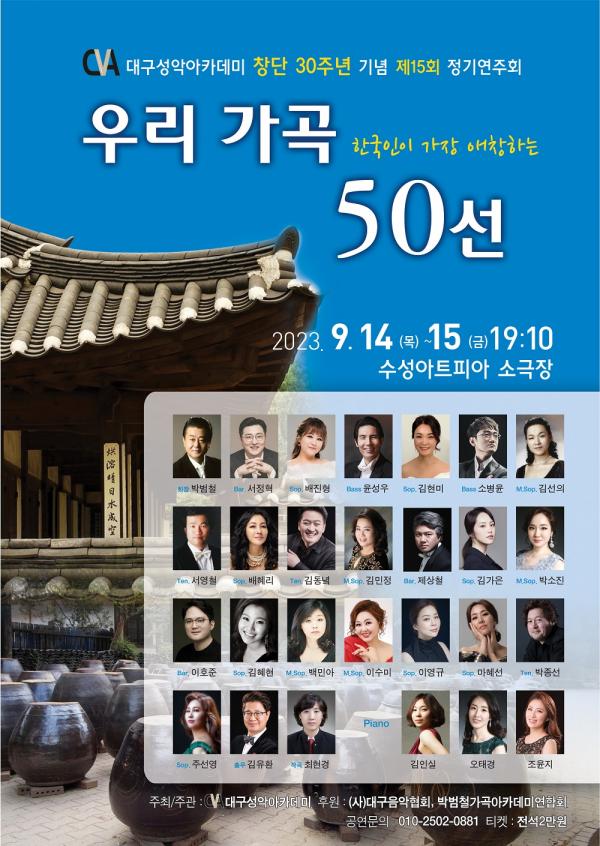 CVA 대구성악아카데미 창단 30주년 기념 제15회 정기연주회
우리 가곡 한국인이 가장 애창하는
50선
2023. 9. 14 (목) ~15 (금) 19:10
수성아트피아 소극장
회장 박범철 Bar. 서정혁 Sop. 배진형 Bass 윤성우 Sop. 김현미 Bass 소병윤 M.Sop. 김선의
Ten. 서영철 Sop. 배혜리 Ten. 김동녘 M.Sop. 김민정 Bar. 제상철 Sop. 김가은 M.Sop. 박소진
Bar. 이호준 Sop. 김혜현 M.Sop. 백민아 M.Sop. 이수미 Sop. 이영규 Sop. 마혜선 Ten. 박종선
Piano
Sop. 주선영 총무 김유환 작곡 최현경 김인실 오태경 조윤지
주최/주관 : CVA 대구성악아카데미 후원 : (사)대구음악협회, 박범철가곡아카데미연합회
공연문의 010-2502-0881 티켓 : 전석2만원